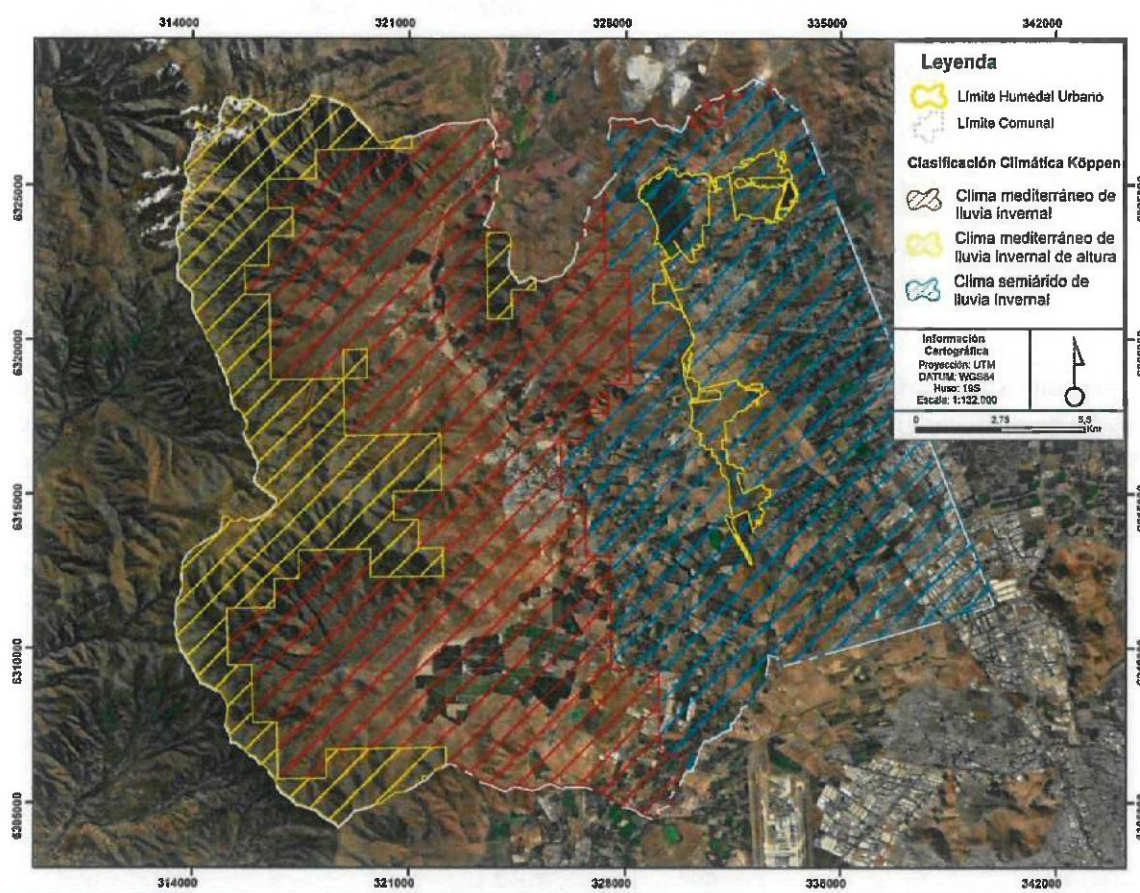 314000 321000 328000 335000 342000
Leyenda
Límite Humedal Urbano
Límite Comunal
Clasificación Climática Köppen
Clima mediterráneo de
lluvia invernal
Clima mediterráneo de
lluvia invernal de altura
Clima semiárido de
lluvia invernal
Información
Cartográfica
Proyección: UTM
DATUM: WGS84
Huso: 19S
Escala: 1:132.000
0 2.75 5,5
Km
6325000
6320000
6315000
6310000
6305000
6315000
6305000
314000 321000 328000 335000 342000